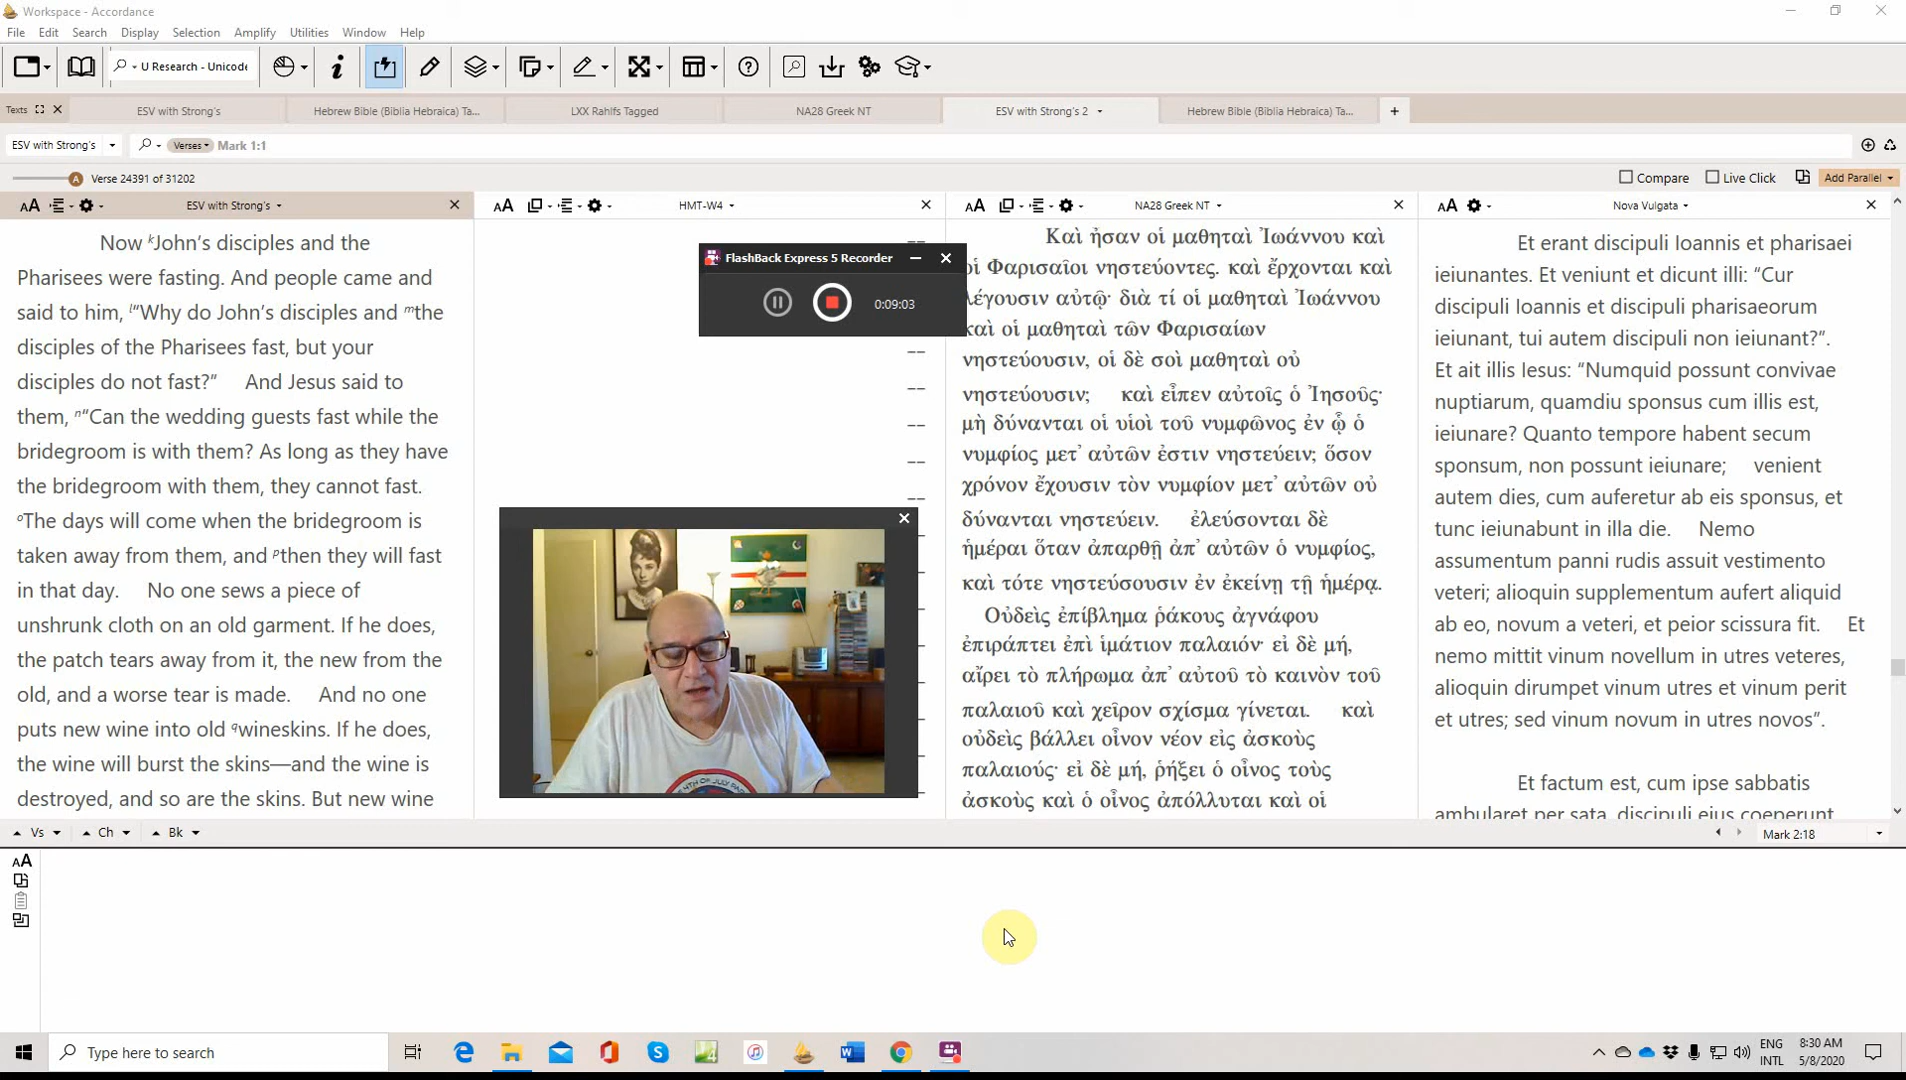 Workspace - Accordance
File Edit Search Display Selection Amplify Utilities Window Help
U Research - Unicode
Texts
ESV with Strong's
Hebrew Bible (Biblia Hebraica) Ta...
LXX Rahlfs Tagged
NA28 Greek NT
ESV with Strong's 2
Hebrew Bible (Biblia Hebraica) Ta...
ESV with Strong's
Verses
Mark 1:1
A
Verse 24391 of 31202
Compare
Live Click
Add Parallel
AA
ESV with Strong's
Now ᵏJohn's disciples and the
Pharisees were fasting. And people came and
said to him, ˡ“Why do John's disciples and ᵐthe
disciples of the Pharisees fast, but your
disciples do not fast?” And Jesus said to
them, ⁿ“Can the wedding guests fast while the
bridegroom is with them? As long as they have
the bridegroom with them, they cannot fast.
ᵒThe days will come when the bridegroom is
taken away from them, and ᵖthen they will fast
in that day. No one sews a piece of
unshrunk cloth on an old garment. If he does,
the patch tears away from it, the new from the
old, and a worse tear is made. And no one
puts new wine into old qwineskins. If he does,
the wine will burst the skins—and the wine is
destroyed, and so are the skins. But new wine
AA
HMT-W4
FlashBack Express 5 Recorder
0:09:03
AA
NA28 Greek NT
Καὶ ἦσαν οἱ μαθηταὶ Ἰωάννου καὶ
οἱ Φαρισαῖοι νηστεύοντες. καὶ ἔρχονται καὶ
λέγουσιν αὐτῷ· διὰ τί οἱ μαθηταὶ Ἰωάννου
καὶ οἱ μαθηταὶ τῶν Φαρισαίων
νηστεύουσιν, οἱ δὲ σοὶ μαθηταὶ οὐ
νηστεύουσιν; καὶ εἶπεν αὐτοῖς ὁ Ἰησοῦς·
μὴ δύνανται οἱ υἱοὶ τοῦ νυμφῶνος ἐν ᾧ ὁ
νυμφίος μετ’ αὐτῶν ἐστιν νηστεύειν; ὅσον
χρόνον ἔχουσιν τὸν νυμφίον μετ’ αὐτῶν οὐ
δύνανται νηστεύειν. ἐλεύσονται δὲ
ἡμέραι ὅταν ἀπαρθῇ ἀπ’ αὐτῶν ὁ νυμφίος,
καὶ τότε νηστεύσουσιν ἐν ἐκείνῃ τῇ ἡμέρᾳ.
Οὐδεὶς ἐπίβλημα ῥάκους ἀγνάφου
ἐπιράπτει ἐπὶ ἱμάτιον παλαιόν· εἰ δὲ μή,
αἴρει τὸ πλήρωμα ἀπ’ αὐτοῦ τὸ καινὸν τοῦ
παλαιοῦ καὶ χεῖρον σχίσμα γίνεται. καὶ
οὐδεὶς βάλλει οἶνον νέον εἰς ἀσκοὺς
παλαιούς· εἰ δὲ μή, ῥήξει ὁ οἶνος τοὺς
ἀσκοὺς καὶ ὁ οἶνος ἀπόλλυται καὶ οἱ
AA
Nova Vulgata
Et erant discipuli Ioannis et pharisaei
ieiunantes. Et veniunt et dicunt illi: “Cur
discipuli Ioannis et discipuli pharisaeorum
ieiunant, tui autem discipuli non ieiunant?”.
Et ait illis Iesus: “Numquid possunt convivae
nuptiarum, quamdiu sponsus cum illis est,
ieiunare? Quanto tempore habent secum
sponsum, non possunt ieiunare; venient
autem dies, cum auferetur ab eis sponsus, et
tunc ieiunabunt in illa die. Nemo
assumentum panni rudis assuit vestimento
veteri; alioquin supplementum aufert aliquid
ab eo, novum a veteri, et peior scissura fit. Et
nemo mittit vinum novellum in utres veteres,
alioquin dirumpet vinum utres et vinum perit
et utres; sed vinum novum in utres novos”.
Et factum est, cum ipse sabbatis
ambularet per sata, discipuli eius coeperunt
Vs Ch Bk
Mark 2:18
AA
Type here to search
ENG
INTL
8:30 AM
5/8/2020